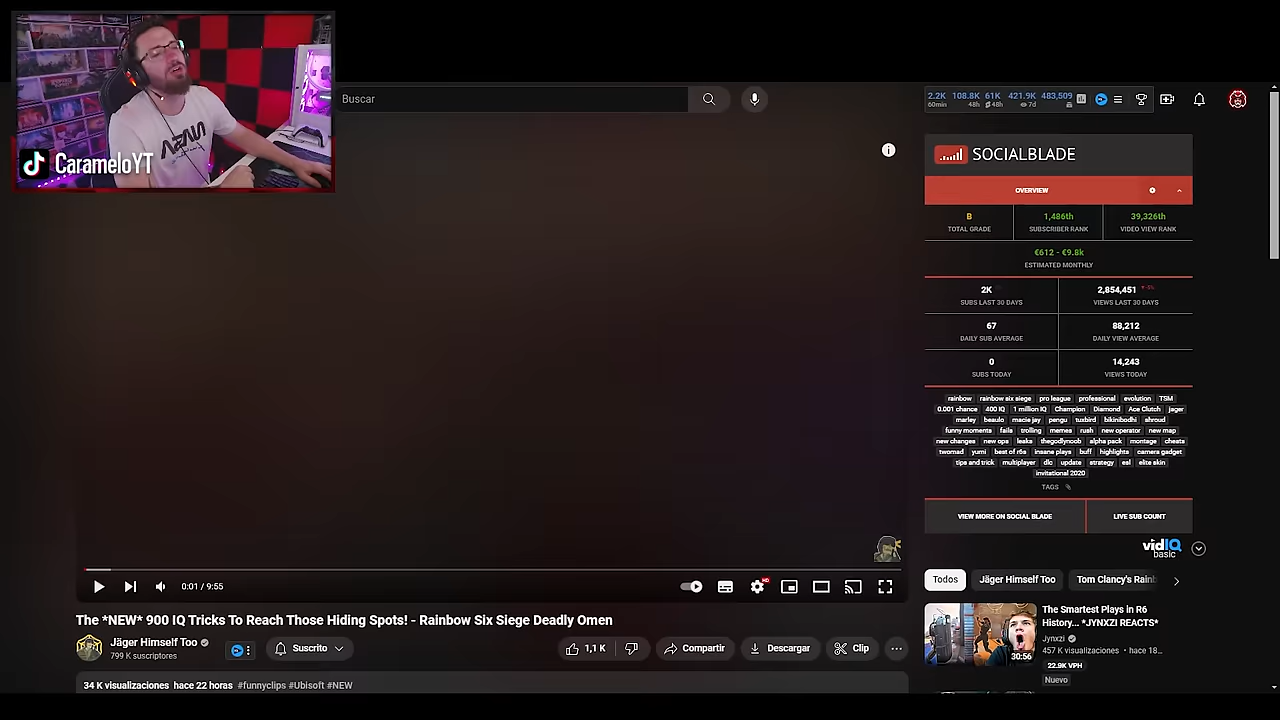 CarameloYT
Buscar
2.2K 108.8K 61K 421.9K 483,509
60min 48h 48h 7d
SOCIALBLADE
OVERVIEW
B 1,486th 39,326th
TOTAL GRADE SUBSCRIBER RANK VIDEO VIEW RANK
€612 - €9.8k
ESTIMATED MONTHLY
2K 2,854,451
SUBS LAST 30 DAYS VIEWS LAST 30 DAYS
67 88,212
DAILY SUB AVERAGE DAILY VIEW AVERAGE
0 14,243
SUBS TODAY VIEWS TODAY
rainbow rainbow six siege pro league professional evolution TSM
0.001 chance 400 IQ 1 million IQ Champion Diamond Ace Clutch jager
marley beaulo macie jay pengu tuxbird bikinibodhi shroud
funny moments fails trolling memes rush new operator new map
new changes new ops leaks thegodlynoob alpha pack montage cheats
twomad yumi best of r6s insane plays buff highlights camera gadget
tips and trick multiplayer dlc update strategy esl elite skin
invitational 2020
TAGS
VIEW MORE ON SOCIAL BLADE LIVE SUB COUNT
vidIQ
basic
Todos Jäger Himself Too Tom Clancy's Rainb
0:01 / 9:55
HD
The *NEW* 900 IQ Tricks To Reach Those Hiding Spots! - Rainbow Six Siege Deadly Omen
Jäger Himself Too
799 K suscriptores
Suscrito
1,1 K
Compartir
Descargar
Clip
34 K visualizaciones hace 22 horas #funnyclips #Ubisoft #NEW
The Smartest Plays in R6
History... *JYNXZI REACTS*
Jynxzi
457 K visualizaciones • hace 18...
22.9K VPH
Nuevo
30:56